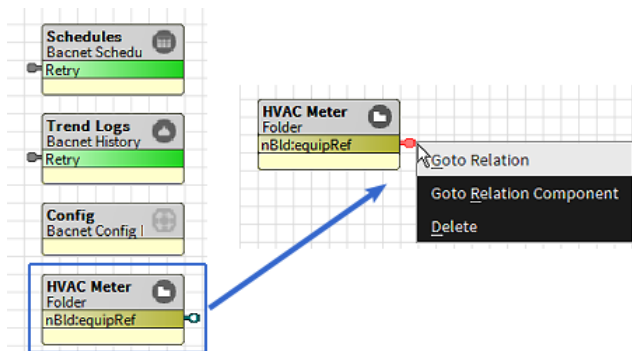 Schedules
Bacnet Schedu
Retry
Trend Logs
Bacnet History
Retry
Config
Bacnet Config I
HVAC Meter
Folder
nBld:equipRef
HVAC Meter
Folder
nBld:equipRef
Goto Relation
Goto Relation Component
Delete